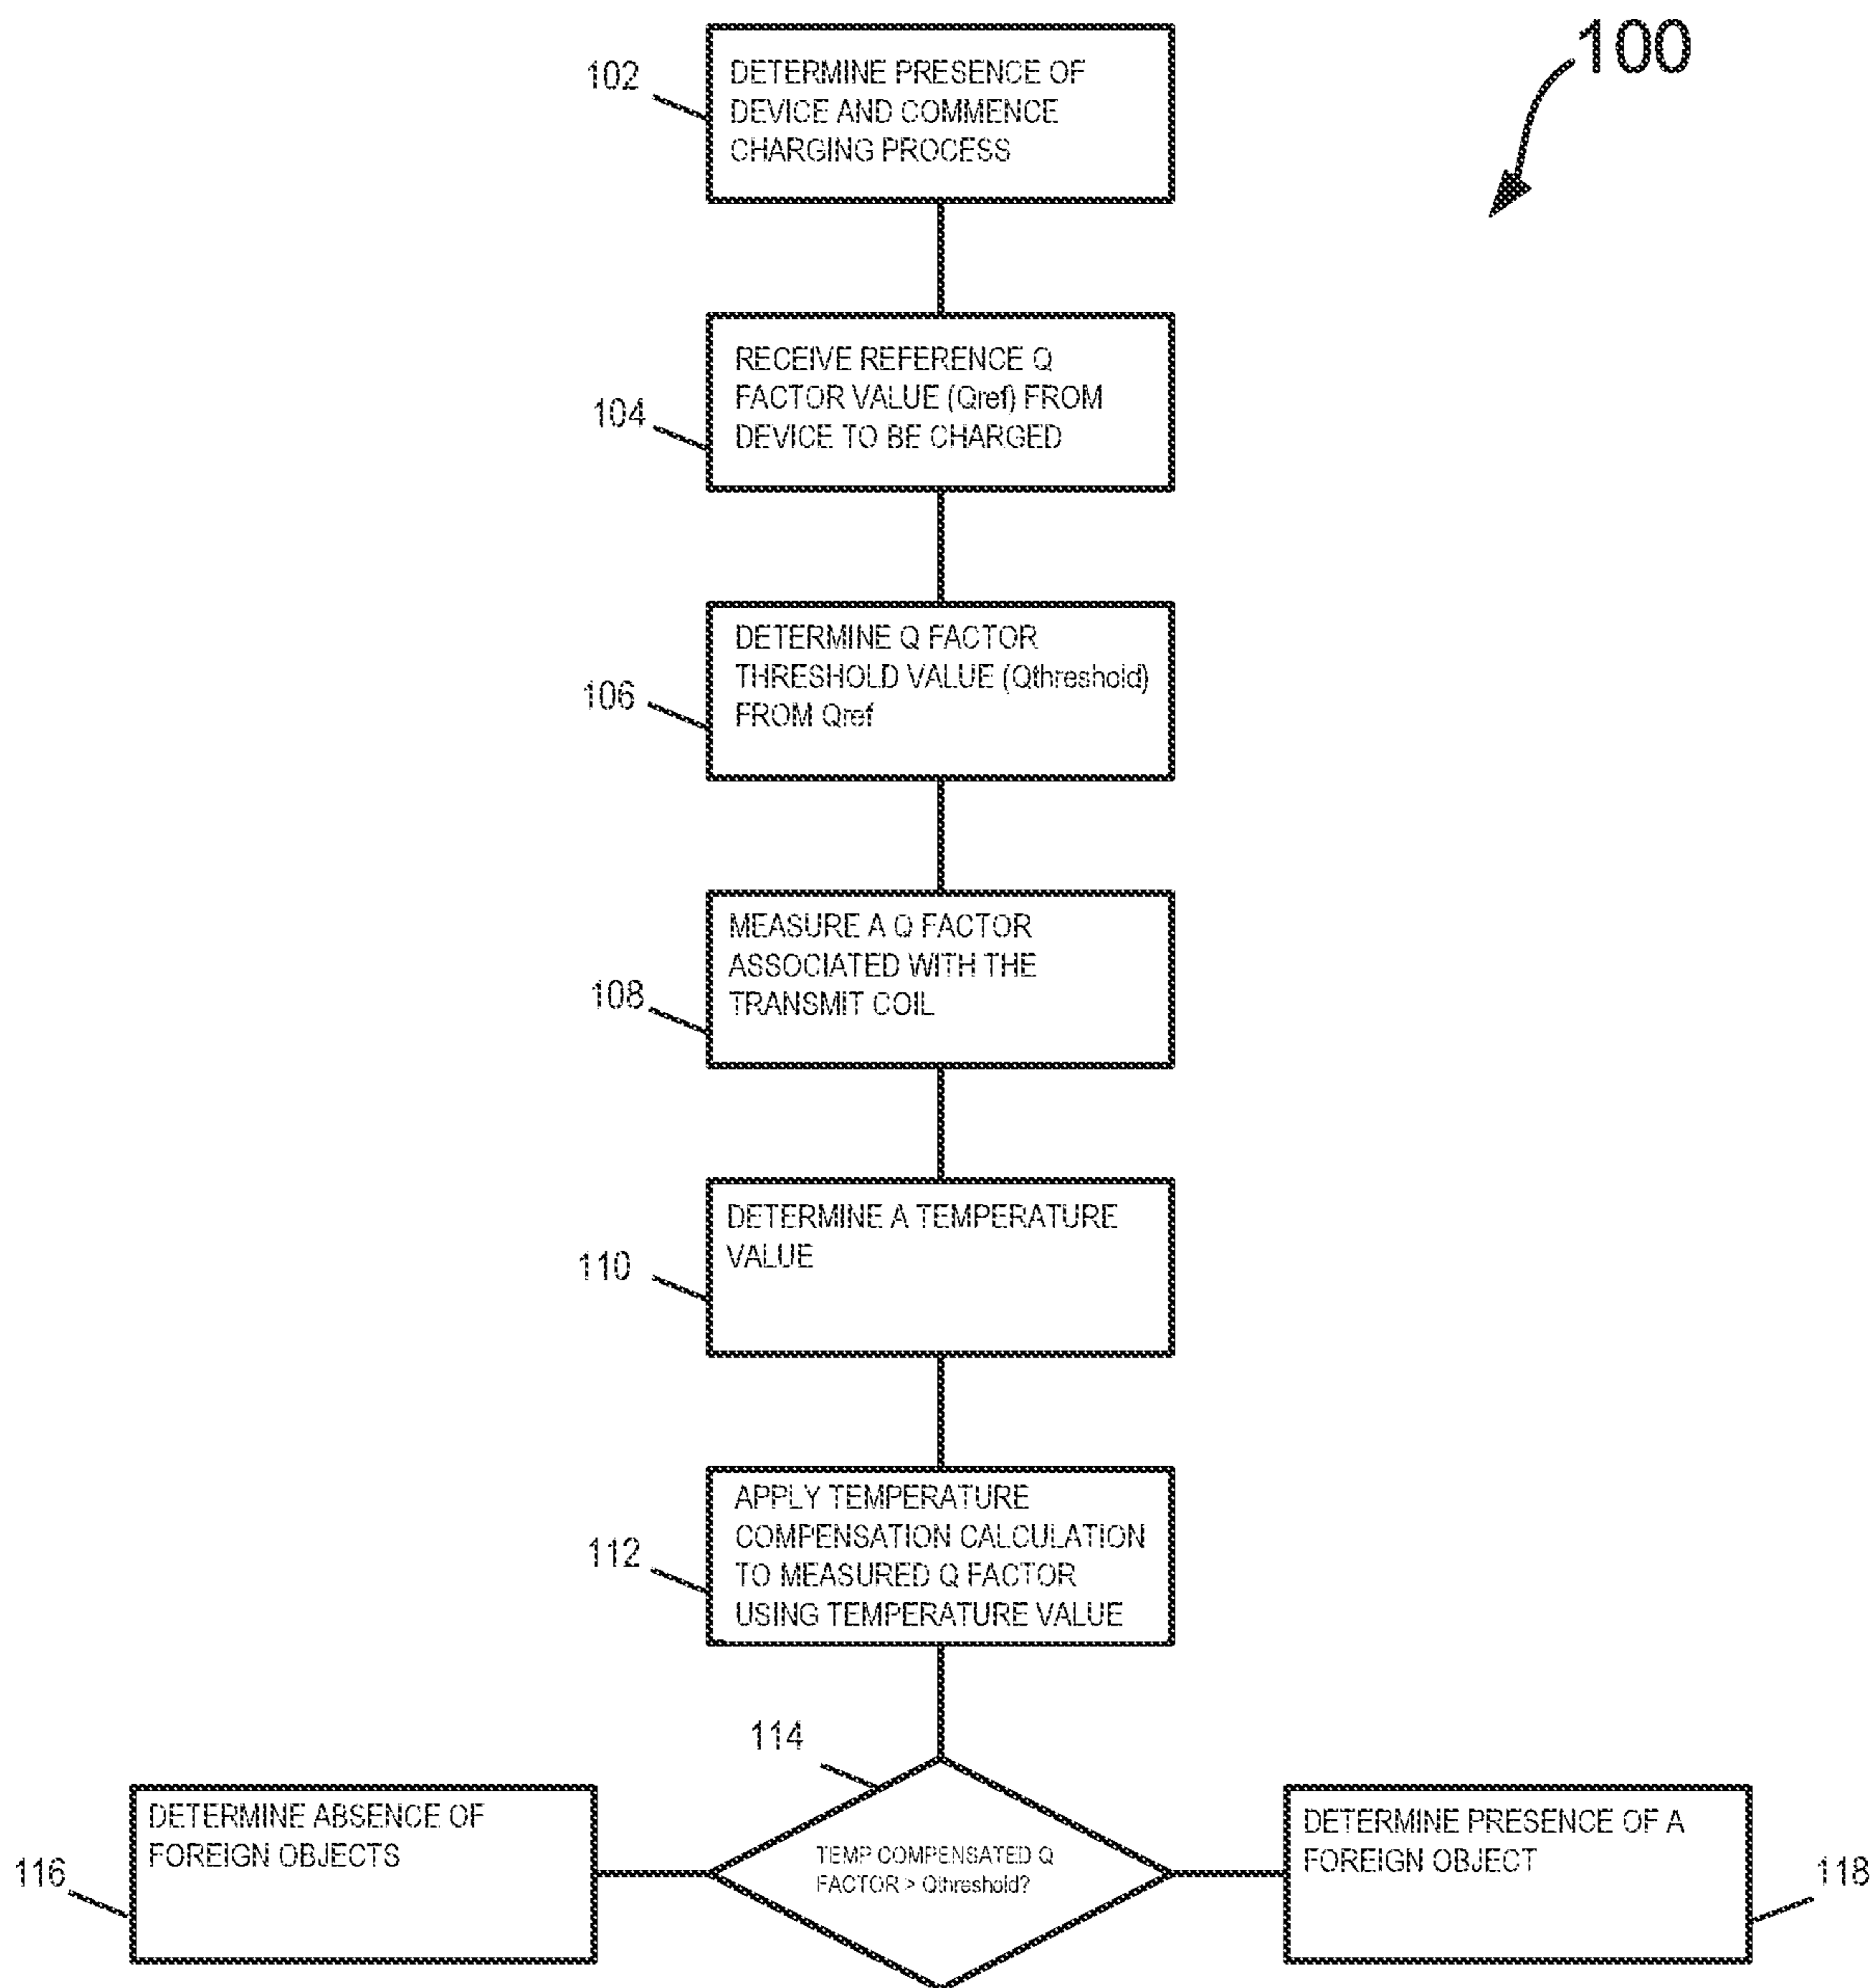 100
102
DETERMINE PRESENCE OF
DEVICE AND COMMENCE
CHARGING PROCESS
104
RECEIVE REFERENCE Q
FACTOR VALUE (Qref) FROM
DEVICE TO BE CHARGED
106
DETERMINE Q FACTOR
THRESHOLD VALUE (Qthreshold)
FROM Qref
108
MEASURE A Q FACTOR
ASSOCIATED WITH THE
TRANSMIT COIL
110
DETERMINE A TEMPERATURE
VALUE
112
APPLY TEMPERATURE
COMPENSATION CALCULATION
TO MEASURED Q FACTOR
USING TEMPERATURE VALUE
114
TEMP COMPENSATED Q
FACTOR > Qthreshold?
116
DETERMINE ABSENCE OF
FOREIGN OBJECTS
DETERMINE PRESENCE OF A
FOREIGN OBJECT
118